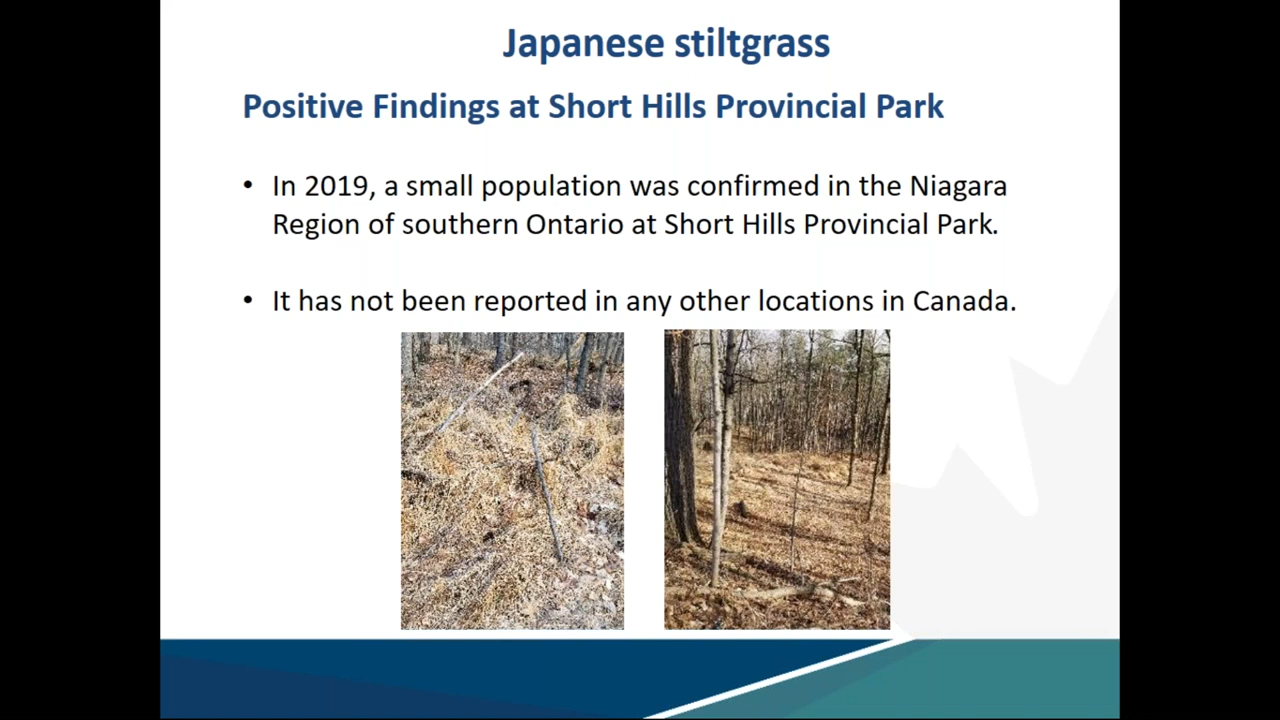 Japanese stiltgrass
Positive Findings at Short Hills Provincial Park
• In 2019, a small population was confirmed in the Niagara
Region of southern Ontario at Short Hills Provincial Park.
• It has not been reported in any other locations in Canada.